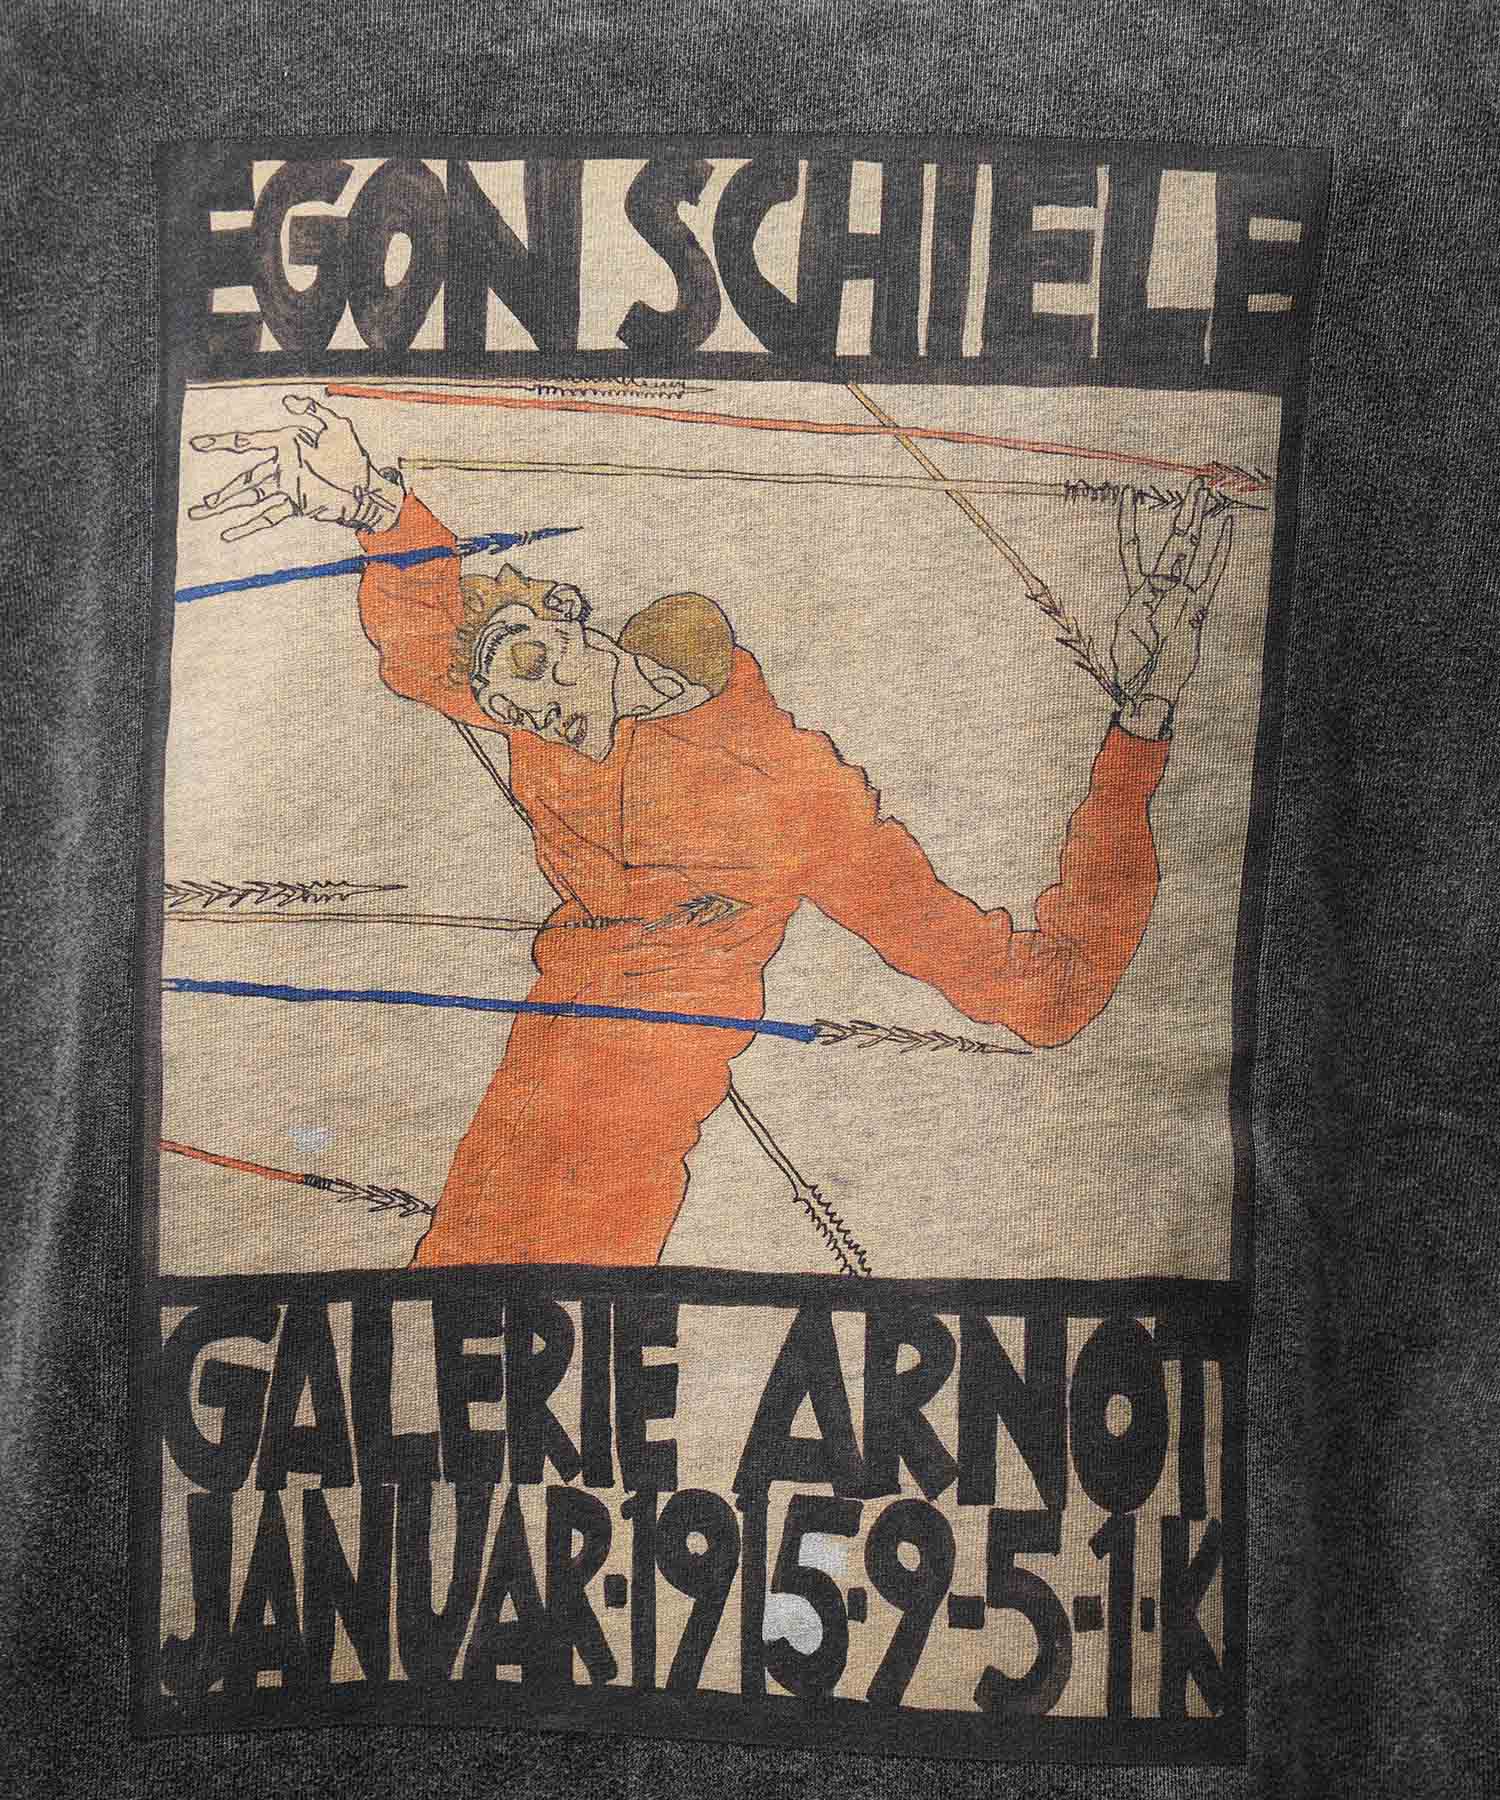 EGON SCHIELE
GALERIE ARNOT
JANUAR·1915·9-5·1·K